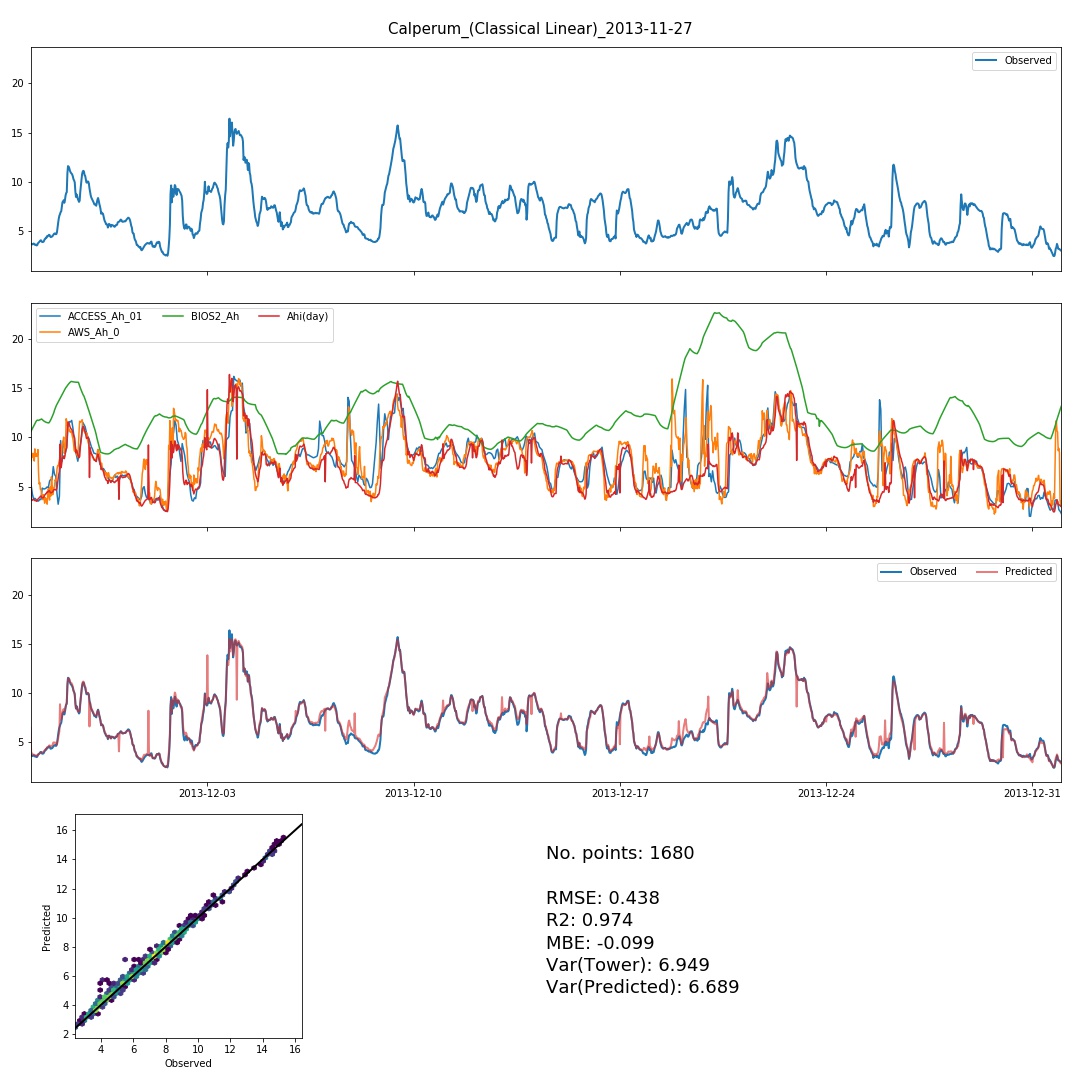 Calperum_(Classical Linear)_2013-11-27
Observed
20
15
10
5
ACCESS_Ah_01 BIOS2_Ah Ahi(day)
AWS_Ah_0
20
15
10
5
Observed Predicted
20
15
10
5
2013-12-03 2013-12-10 2013-12-17 2013-12-24 2013-12-31
16
14
12
10
8
6
4
2
Predicted
4 6 8 10 12 14 16
Observed
No. points: 1680
RMSE: 0.438
R2: 0.974
MBE: -0.099
Var(Tower): 6.949
Var(Predicted): 6.689